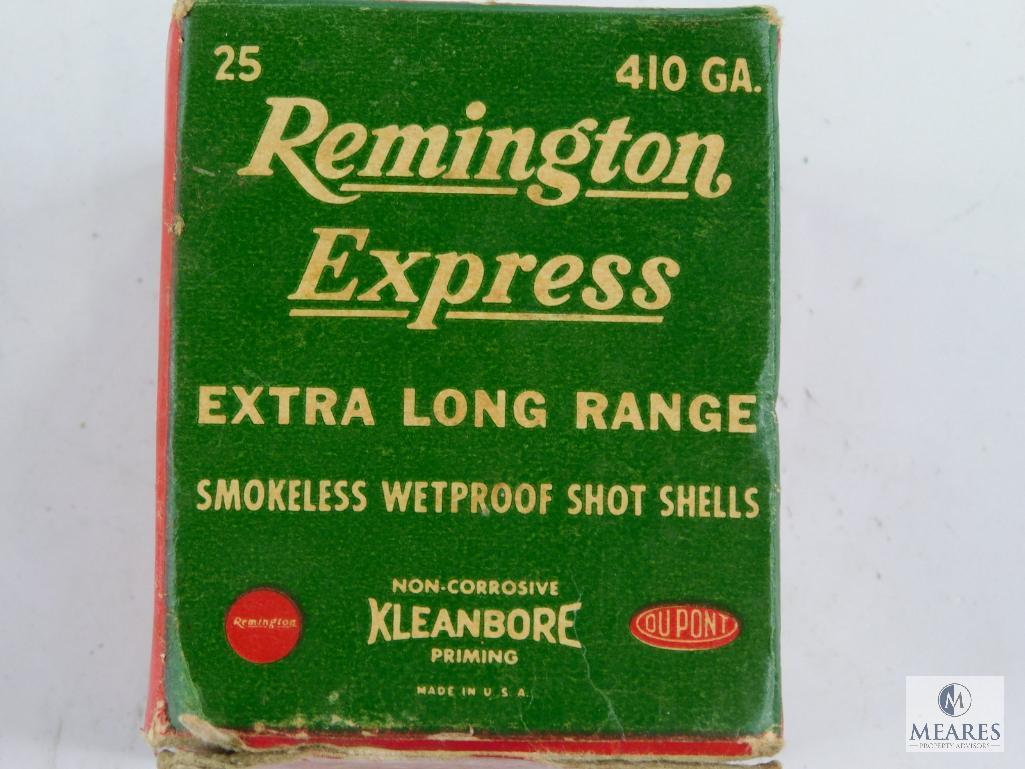 25 410 GA.
Remington
Express
EXTRA LONG RANGE
SMOKELESS WETPROOF SHOT SHELLS
NON-CORROSIVE
KLEANBORE
PRIMING
MADE IN U.S.A.
Remington
DU PONT
M
MEARES
PROPERTY ADVISORS